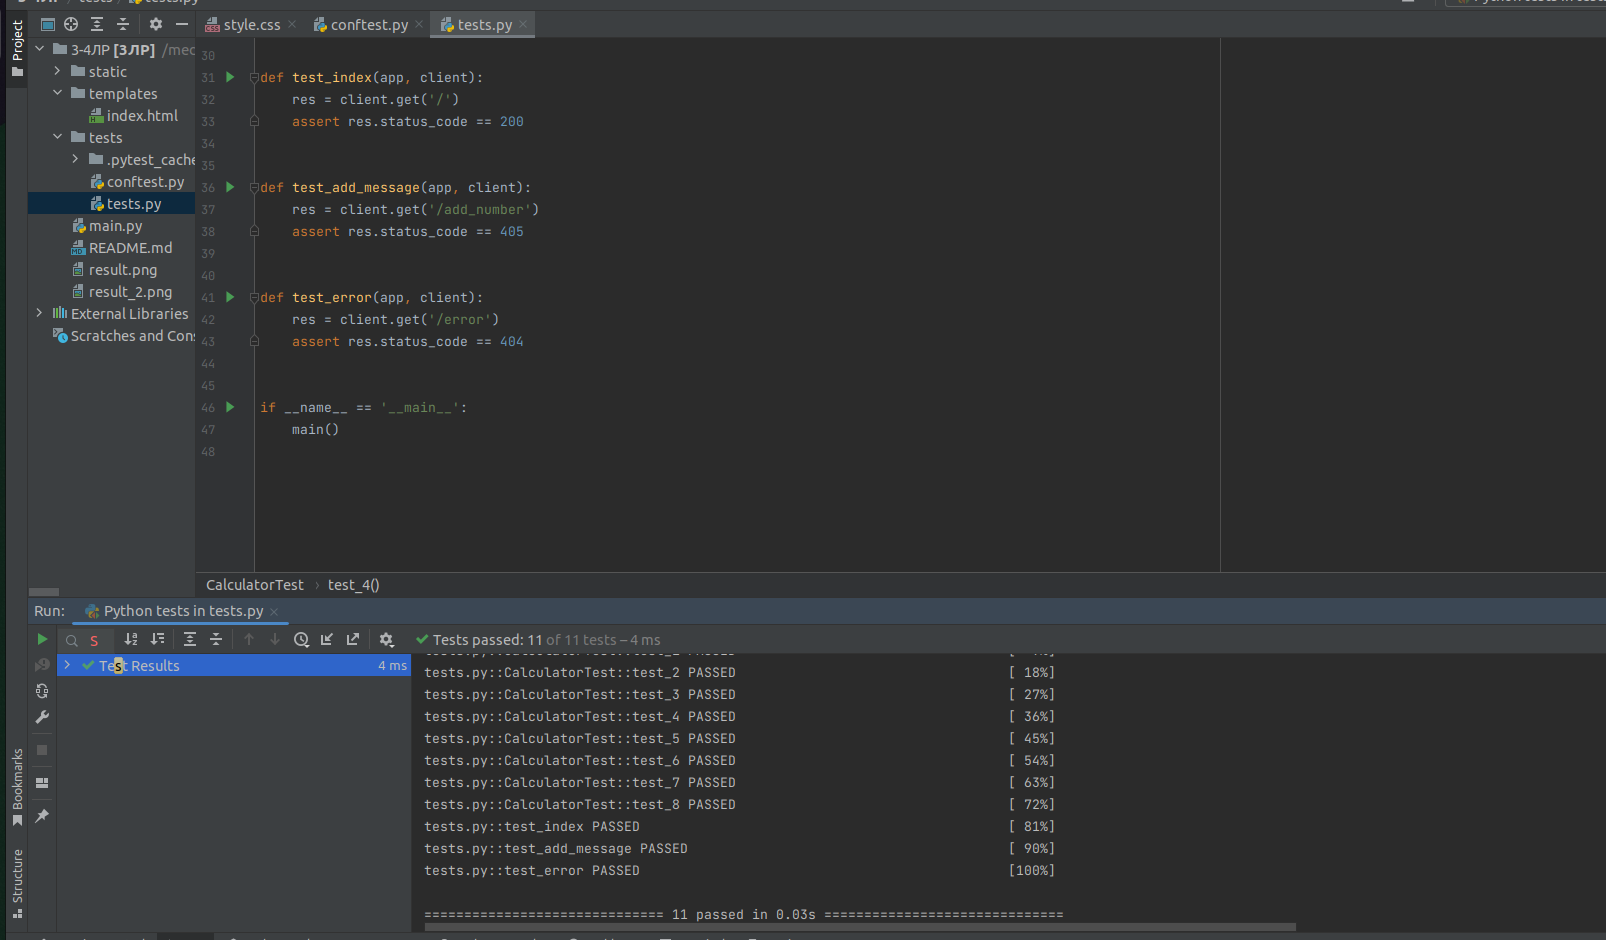 tests
tests.py
Python tests in tests
Project
style.css
conftest.py
tests.py
3-4ЛР [3ЛР] /med
static
templates
index.html
tests
.pytest_cache
conftest.py
tests.py
main.py
README.md
result.png
result_2.png
External Libraries
Scratches and Cons
30
31 def test_index(app, client):
32 res = client.get('/')
33 assert res.status_code == 200
34
35
36 def test_add_message(app, client):
37 res = client.get('/add_number')
38 assert res.status_code == 405
39
40
41 def test_error(app, client):
42 res = client.get('/error')
43 assert res.status_code == 404
44
45
46 if __name__ == '__main__':
47 main()
48
CalculatorTest › test_4()
Run: Python tests in tests.py
S
Tests passed: 11 of 11 tests – 4 ms
Test Results 4 ms
tests.py::CalculatorTest::test_2 PASSED [ 18%]
tests.py::CalculatorTest::test_3 PASSED [ 27%]
tests.py::CalculatorTest::test_4 PASSED [ 36%]
tests.py::CalculatorTest::test_5 PASSED [ 45%]
tests.py::CalculatorTest::test_6 PASSED [ 54%]
tests.py::CalculatorTest::test_7 PASSED [ 63%]
tests.py::CalculatorTest::test_8 PASSED [ 72%]
tests.py::test_index PASSED [ 81%]
tests.py::test_add_message PASSED [ 90%]
tests.py::test_error PASSED [100%]
============================== 11 passed in 0.03s ==============================
Bookmarks
Structure